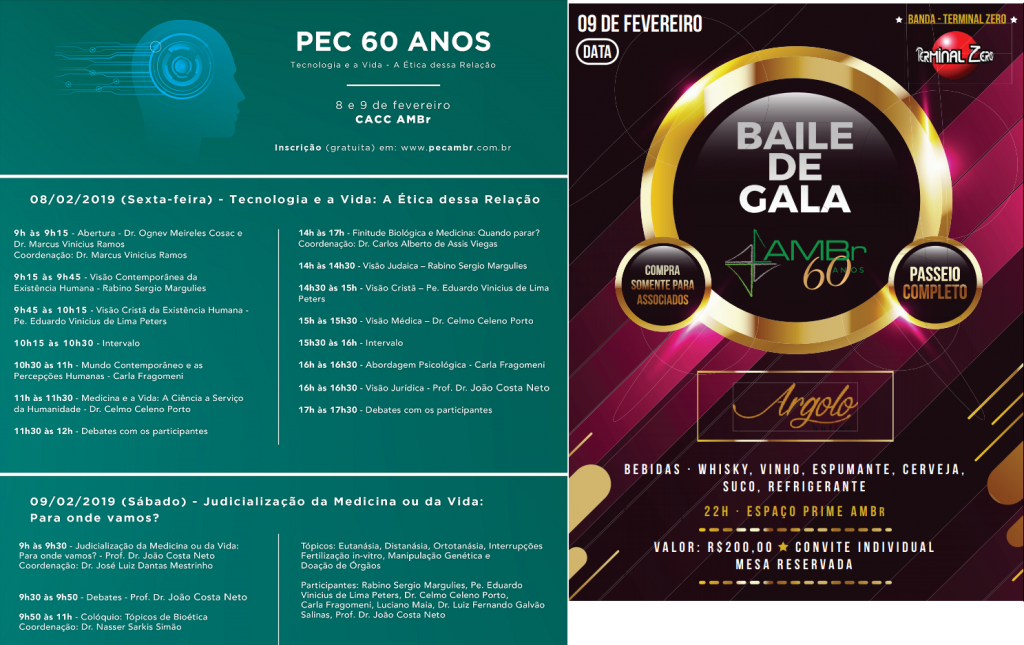 PEC 60 ANOS
Tecnologia e a Vida - A Ética dessa Relação
8 e 9 de fevereiro
CACC AMBr
Inscrição (gratuita) em: www.pecambr.com.br
08/02/2019 (Sexta-feira) - Tecnologia e a Vida: A Ética dessa Relação
9h às 9h15 - Abertura - Dr. Ognev Meireles Cosac e
Dr. Marcus Vinicius Ramos
Coordenação: Dr. Marcus Vinicius Ramos
9h15 às 9h45 - Visão Contemporânea da
Existência Humana - Rabino Sergio Margulies
9h45 às 10h15 - Visão Cristã da Existência Humana -
Pe. Eduardo Vinicius de Lima Peters
10h15 às 10h30 - Intervalo
10h30 às 11h - Mundo Contemporâneo e as
Percepções Humanas - Carla Fragomeni
11h às 11h30 - Medicina e a Vida: A Ciência a Serviço
da Humanidade - Dr. Celmo Celeno Porto
11h30 às 12h - Debates com os participantes
14h às 17h - Finitude Biológica e Medicina: Quando parar?
Coordenação: Dr. Carlos Alberto de Assis Viegas
14h às 14h30 - Visão Judaica – Rabino Sergio Margulies
14h30 às 15h - Visão Cristã – Pe. Eduardo Vinicius de Lima
Peters
15h às 15h30 - Visão Médica – Dr. Celmo Celeno Porto
15h30 às 16h - Intervalo
16h às 16h30 - Abordagem Psicológica - Carla Fragomeni
16h às 16h30 - Visão Jurídica - Prof. Dr. João Costa Neto
17h às 17h30 - Debates com os participantes
09/02/2019 (Sábado) - Judicialização da Medicina ou da Vida:
Para onde vamos?
9h às 9h30 - Judicialização da Medicina ou da Vida:
Para onde vamos? - Prof. Dr. João Costa Neto
Coordenação: Dr. José Luiz Dantas Mestrinho
9h30 às 9h50 - Debates - Prof. Dr. João Costa Neto
9h50 às 11h - Colóquio: Tópicos de Bioética
Coordenação: Dr. Nasser Sarkis Simão
Tópicos: Eutanásia, Distanásia, Ortotanásia, Interrupções
Fertilização in-vitro, Manipulação Genética e
Doação de Órgãos
Participantes: Rabino Sergio Margulies, Pe. Eduardo
Vinicius de Lima Peters, Dr. Celmo Celeno Porto,
Carla Fragomeni, Luciano Maia, Dr. Luiz Fernando Galvão
Salinas, Prof. Dr. João Costa Neto
09 DE FEVEREIRO
DATA
BANDA - TERMINAL ZERO
TERMINAL ZERO
BAILE
DE
GALA
AMBr
60 ANOS
COMPRA
SOMENTE PARA
ASSOCIADOS
PASSEIO
COMPLETO
Argolo
BEBIDAS · WHISKY, VINHO, ESPUMANTE, CERVEJA,
SUCO, REFRIGERANTE
22H · ESPAÇO PRIME AMBR
VALOR: R$200,00 ★ CONVITE INDIVIDUAL
MESA RESERVADA